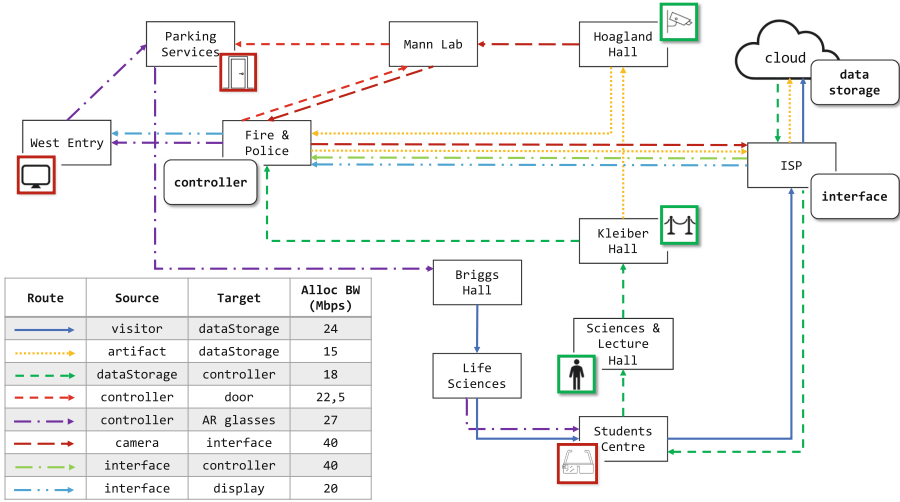 Parking
Services
Mann Lab
Hoagland
Hall
cloud
data
storage
West Entry
Fire &
Police
controller
ISP
interface
Kleiber
Hall
Briggs
Hall
Sciences &
Lecture
Hall
Life
Sciences
Students
Centre
Route Source Target Alloc BW
(Mbps)
visitor dataStorage 24
artifact dataStorage 15
dataStorage controller 18
controller door 22,5
controller AR glasses 27
camera interface 40
interface controller 40
interface display 20